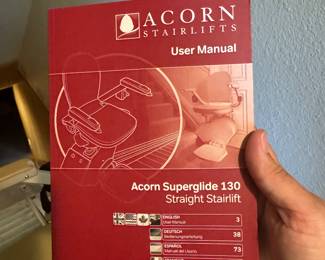 ACORN
STAIRLIFTS
User Manual
Acorn Superglide 130
Straight Stairlift
ENGLISH
User Manual
3
DEUTSCH
Bedienungsanleitung
38
ESPAÑOL
Manual del Usuario
73